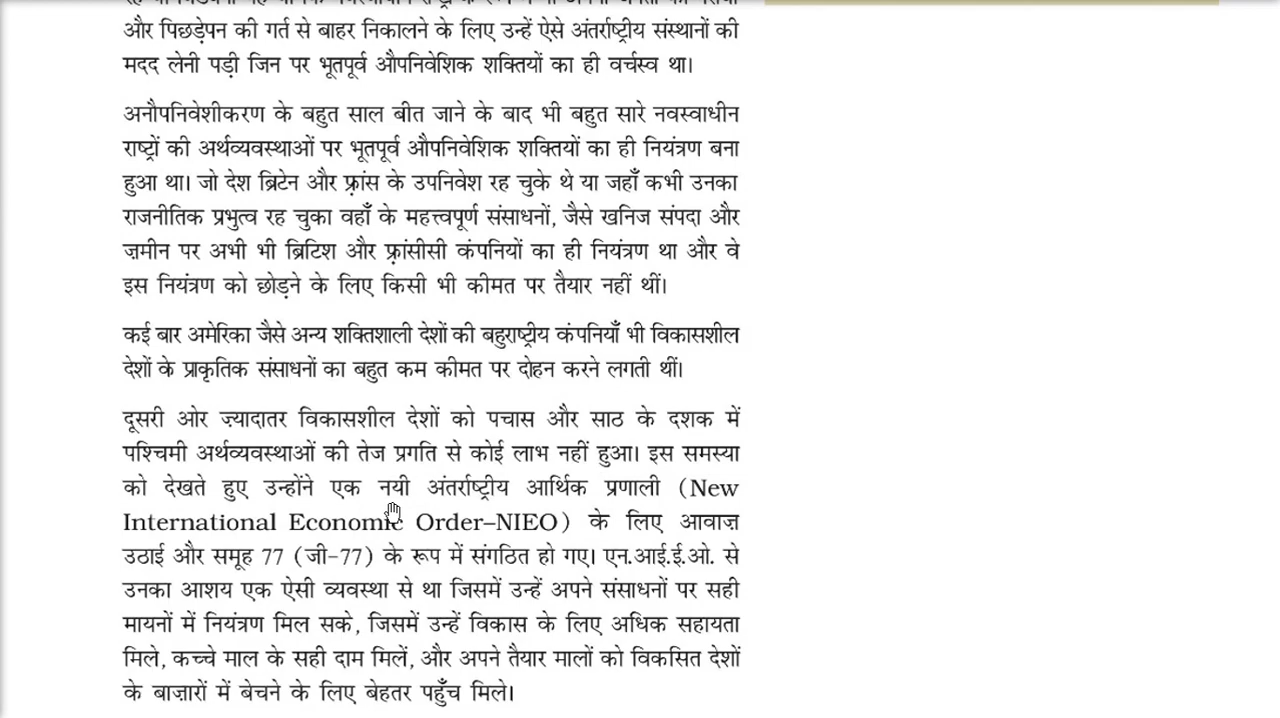 और पिछड़ेपन की गर्त से बाहर निकालने के लिए उन्हें ऐसे अंतर्राष्ट्रीय संस्थानों की
मदद लेनी पड़ी जिन पर भूतपूर्व औपनिवेशिक शक्तियों का ही वर्चस्व था।
अनौपनिवेशीकरण के बहुत साल बीत जाने के बाद भी बहुत सारे नवस्वाधीन
राष्ट्रों की अर्थव्यवस्थाओं पर भूतपूर्व औपनिवेशिक शक्तियों का ही नियंत्रण बना
हुआ था। जो देश ब्रिटेन और फ़्रांस के उपनिवेश रह चुके थे या जहाँ कभी उनका
राजनीतिक प्रभुत्व रह चुका वहाँ के महत्त्वपूर्ण संसाधनों, जैसे खनिज संपदा और
ज़मीन पर अभी भी ब्रिटिश और फ़्रांसीसी कंपनियों का ही नियंत्रण था और वे
इस नियंत्रण को छोड़ने के लिए किसी भी कीमत पर तैयार नहीं थीं।
कई बार अमेरिका जैसे अन्य शक्तिशाली देशों की बहुराष्ट्रीय कंपनियाँ भी विकासशील
देशों के प्राकृतिक संसाधनों का बहुत कम कीमत पर दोहन करने लगती थीं।
दूसरी ओर ज़्यादातर विकासशील देशों को पचास और साठ के दशक में
पश्चिमी अर्थव्यवस्थाओं की तेज प्रगति से कोई लाभ नहीं हुआ। इस समस्या
को देखते हुए उन्होंने एक नयी अंतर्राष्ट्रीय आर्थिक प्रणाली (New
International Economic Order–NIEO) के लिए आवाज़
उठाई और समूह 77 (जी-77) के रूप में संगठित हो गए। एन.आई.ई.ओ. से
उनका आशय एक ऐसी व्यवस्था से था जिसमें उन्हें अपने संसाधनों पर सही
मायनों में नियंत्रण मिल सके, जिसमें उन्हें विकास के लिए अधिक सहायता
मिले, कच्चे माल के सही दाम मिलें, और अपने तैयार मालों को विकसित देशों
के बाज़ारों में बेचने के लिए बेहतर पहुँच मिले।